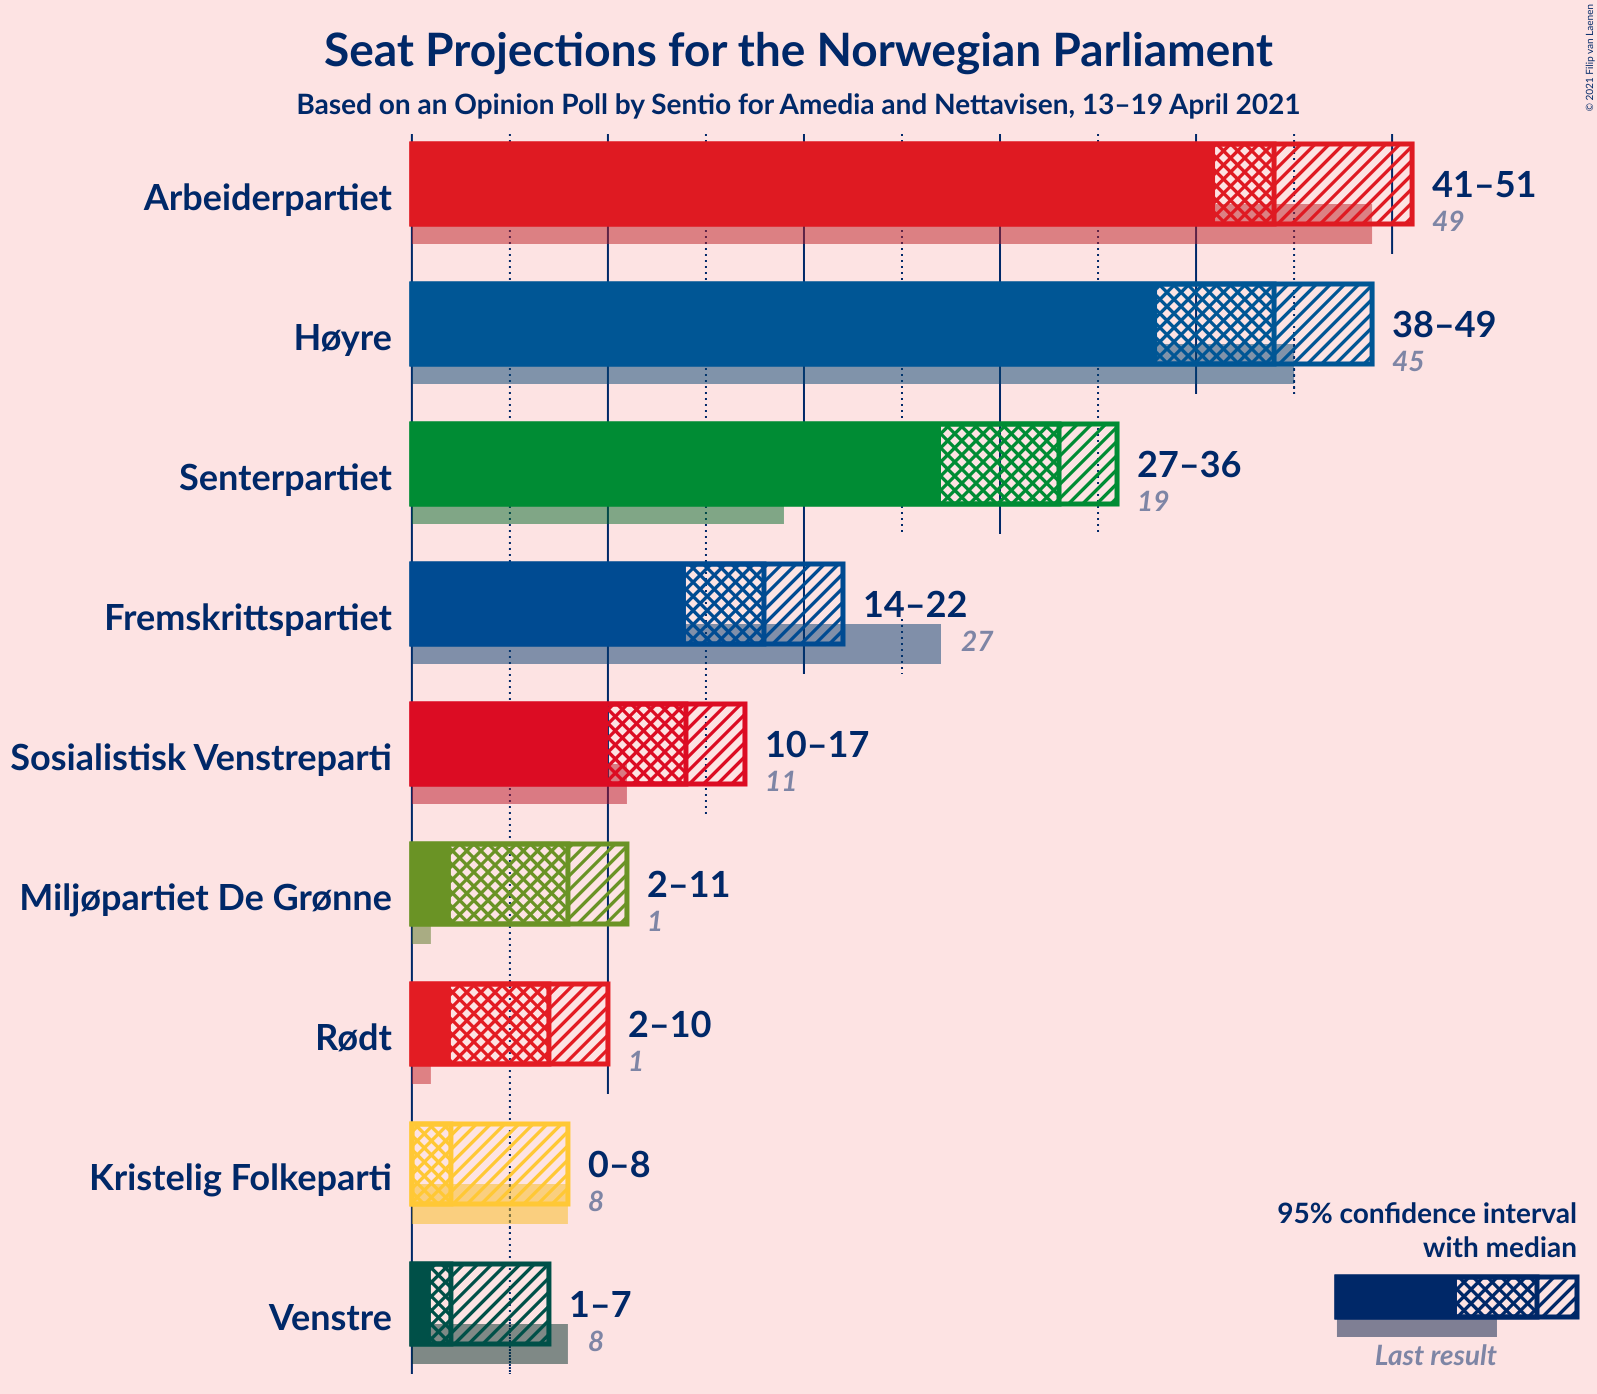 Seat Projections for the Norwegian Parliament
Based on an Opinion Poll by Sentio for Amedia and Nettavisen, 13–19 April 2021
© 2021 Filip van Laenen
Arbeiderpartiet
41–51
49
Høyre
38–49
45
Senterpartiet
27–36
19
Fremskrittspartiet
14–22
27
Sosialistisk Venstreparti
10–17
11
Miljøpartiet De Grønne
2–11
1
Rødt
2–10
1
Kristelig Folkeparti
0–8
8
Venstre
1–7
8
95% confidence interval
with median
Last result